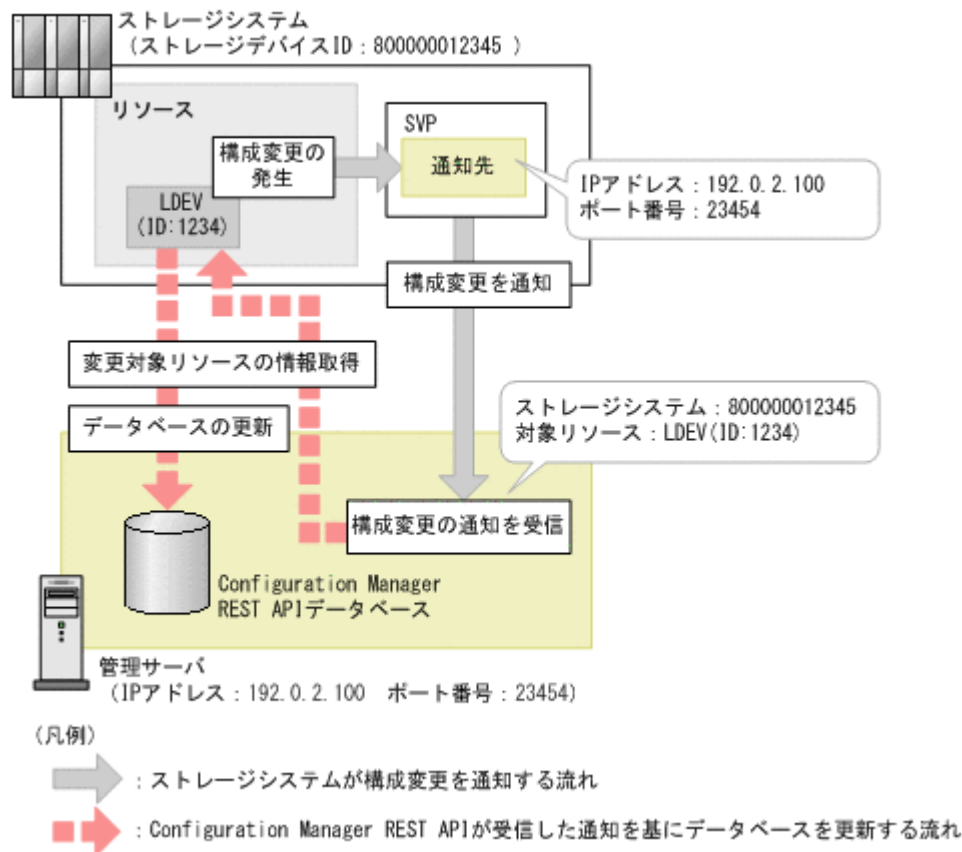 ストレージシステム
(ストレージデバイスID:800000012345 )
リソース
構成変更の
発生
LDEV
(ID:1234)
SVP
通知先
IPアドレス:192.0.2.100
ポート番号:23454
構成変更を通知
変更対象リソースの情報取得
データベースの更新
ストレージシステム:800000012345
対象リソース:LDEV(ID:1234)
構成変更の通知を受信
Configuration Manager
REST APIデータベース
管理サーバ
(IPアドレス:192.0.2.100 ポート番号:23454)
(凡例)
:ストレージシステムが構成変更を通知する流れ
:Configuration Manager REST APIが受信した通知を基にデータベースを更新する流れ